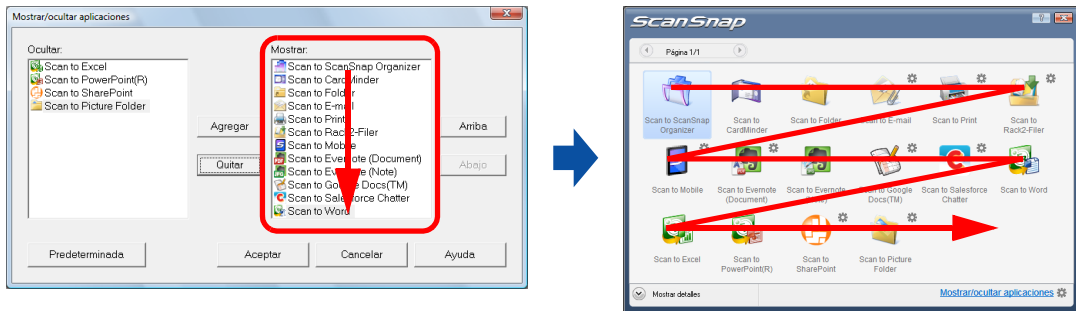 Mostrar/ocultar aplicaciones
Ocultar:
Scan to Excel
Scan to PowerPoint(R)
Scan to SharePoint
Scan to Picture Folder
Agregar
Quitar
Mostrar:
Scan to ScanSnap Organizer
Scan to CardMinder
Scan to Folder
Scan to E-mail
Scan to Print
Scan to Rack2-Filer
Scan to Mobile
Scan to Evernote (Document)
Scan to Evernote (Note)
Scan to Google Docs(TM)
Scan to Salesforce Chatter
Scan to Word
Arriba
Abajo
Predeterminada
Aceptar
Cancelar
Ayuda
ScanSnap
Página 1/1
Scan to ScanSnap
Organizer
Scan to
CardMinder
Scan to Folder
Scan to E-mail
Scan to Print
Scan to
Rack2-Filer
Scan to Mobile
Scan to Evernote
(Document)
Scan to Evernote
(Note)
Scan to Google
Docs(TM)
Scan to Salesforce
Chatter
Scan to Word
Scan to Excel
Scan to
PowerPoint(R)
Scan to
SharePoint
Scan to Picture
Folder
Mostrar detalles
Mostrar/ocultar aplicaciones